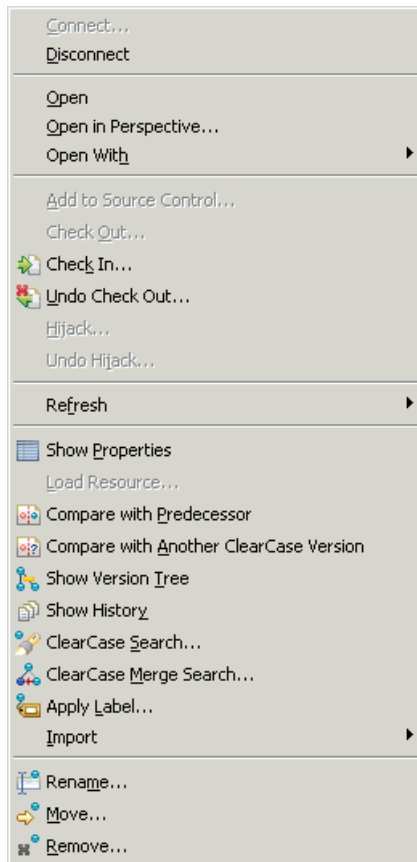 Connect...
Disconnect
Open
Open in Perspective...
Open With
Add to Source Control...
Check Out...
Check In...
Undo Check Out...
Hijack...
Undo Hijack...
Refresh
Show Properties
Load Resource...
Compare with Predecessor
Compare with Another ClearCase Version
Show Version Tree
Show History
ClearCase Search...
ClearCase Merge Search...
Apply Label...
Import
Rename...
Move...
Remove...